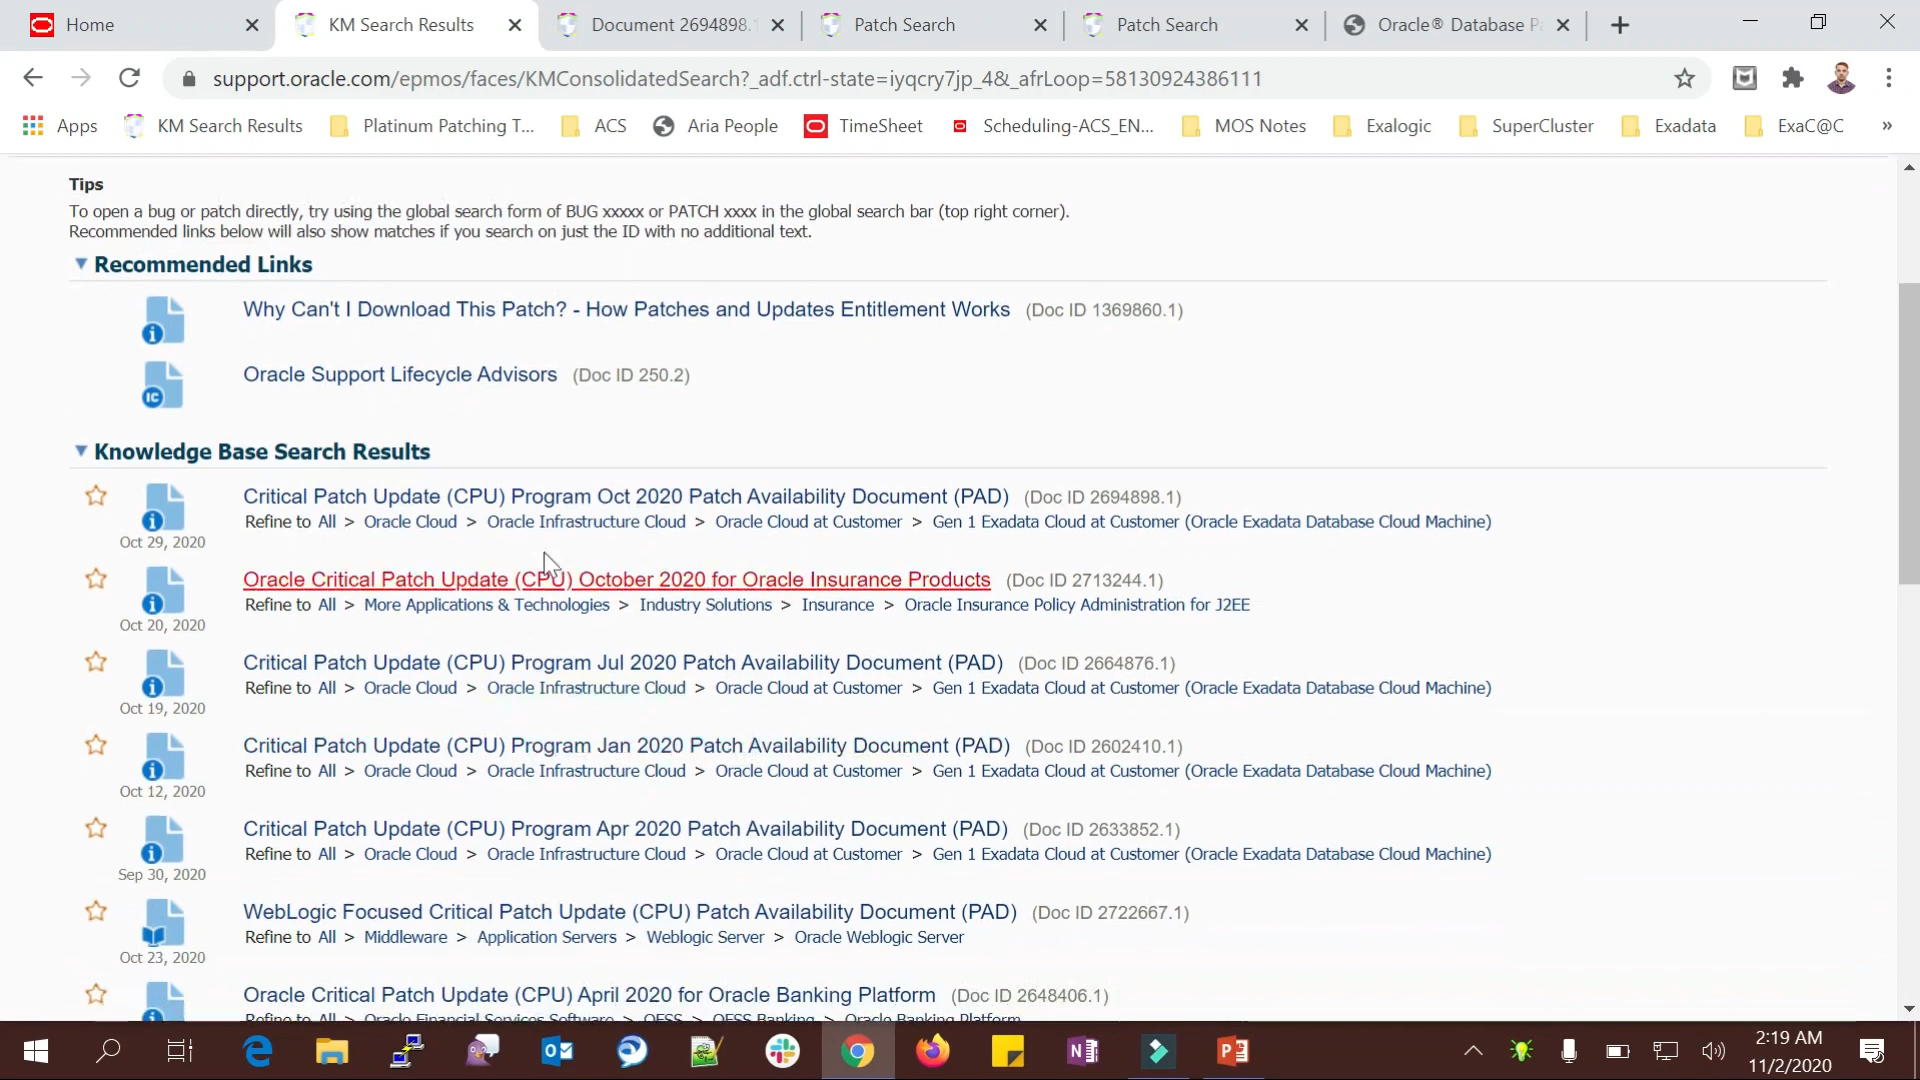 Home
KM Search Results
Document 2694898.1
Patch Search
Patch Search
Oracle® Database Pa
support.oracle.com/epmos/faces/KMConsolidatedSearch?_adf.ctrl-state=iyqcry7jp_4&_afrLoop=58130924386111
Apps
KM Search Results
Platinum Patching T...
ACS
Aria People
TimeSheet
Scheduling-ACS_EN...
MOS Notes
Exalogic
SuperCluster
Exadata
ExaC@C
»
Tips
To open a bug or patch directly, try using the global search form of BUG xxxxx or PATCH xxxx in the global search bar (top right corner).
Recommended links below will also show matches if you search on just the ID with no additional text.
Recommended Links
Why Can't I Download This Patch? - How Patches and Updates Entitlement Works (Doc ID 1369860.1)
Oracle Support Lifecycle Advisors (Doc ID 250.2)
Knowledge Base Search Results
Critical Patch Update (CPU) Program Oct 2020 Patch Availability Document (PAD) (Doc ID 2694898.1)
Refine to All > Oracle Cloud > Oracle Infrastructure Cloud > Oracle Cloud at Customer > Gen 1 Exadata Cloud at Customer (Oracle Exadata Database Cloud Machine)
Oct 29, 2020
Oracle Critical Patch Update (CPU) October 2020 for Oracle Insurance Products (Doc ID 2713244.1)
Refine to All > More Applications & Technologies > Industry Solutions > Insurance > Oracle Insurance Policy Administration for J2EE
Oct 20, 2020
Critical Patch Update (CPU) Program Jul 2020 Patch Availability Document (PAD) (Doc ID 2664876.1)
Refine to All > Oracle Cloud > Oracle Infrastructure Cloud > Oracle Cloud at Customer > Gen 1 Exadata Cloud at Customer (Oracle Exadata Database Cloud Machine)
Oct 19, 2020
Critical Patch Update (CPU) Program Jan 2020 Patch Availability Document (PAD) (Doc ID 2602410.1)
Refine to All > Oracle Cloud > Oracle Infrastructure Cloud > Oracle Cloud at Customer > Gen 1 Exadata Cloud at Customer (Oracle Exadata Database Cloud Machine)
Oct 12, 2020
Critical Patch Update (CPU) Program Apr 2020 Patch Availability Document (PAD) (Doc ID 2633852.1)
Refine to All > Oracle Cloud > Oracle Infrastructure Cloud > Oracle Cloud at Customer > Gen 1 Exadata Cloud at Customer (Oracle Exadata Database Cloud Machine)
Sep 30, 2020
WebLogic Focused Critical Patch Update (CPU) Patch Availability Document (PAD) (Doc ID 2722667.1)
Refine to All > Middleware > Application Servers > Weblogic Server > Oracle Weblogic Server
Oct 23, 2020
Oracle Critical Patch Update (CPU) April 2020 for Oracle Banking Platform (Doc ID 2648406.1)
Refine to All > Oracle Financial Services Software > OFSS > OFSS Banking > Oracle Banking Platform
2:19 AM
11/2/2020